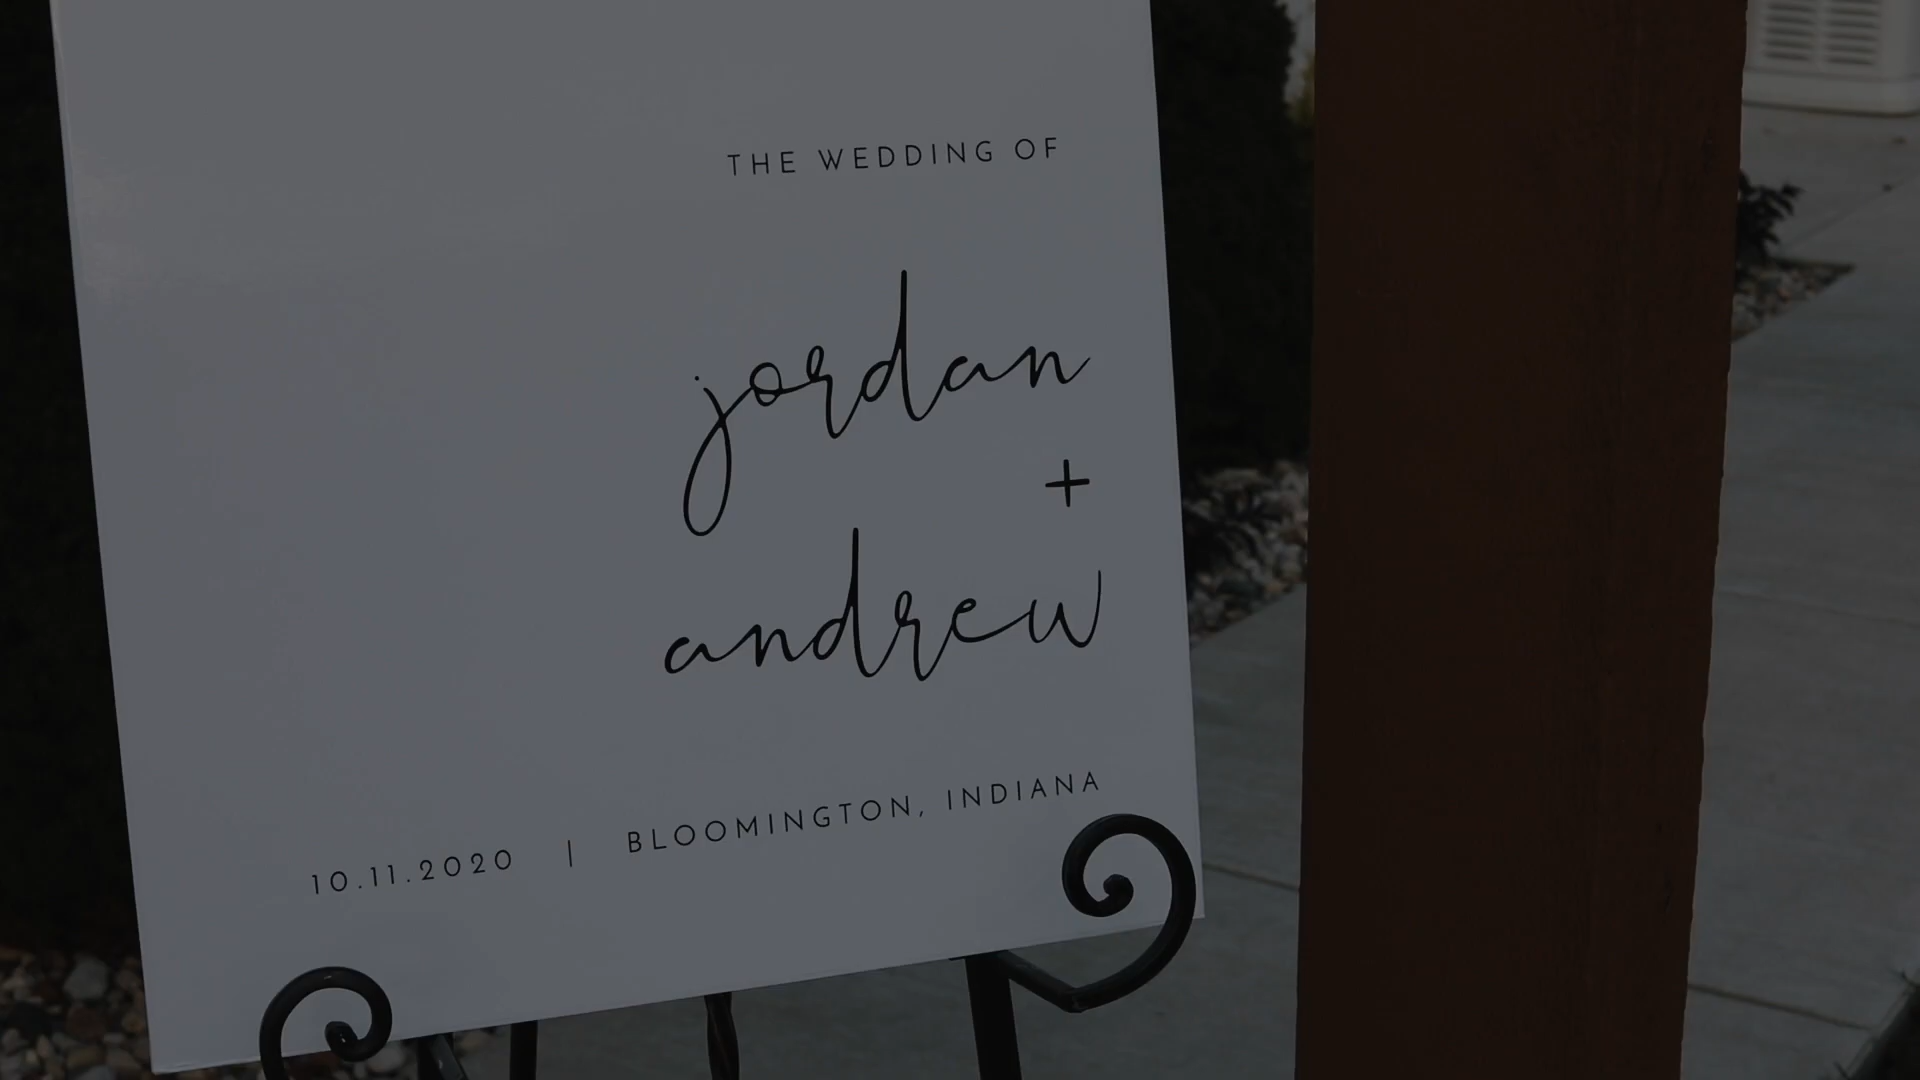 THE WEDDING OF
jordan
+
andrew
10.11.2020 | BLOOMINGTON, INDIANA